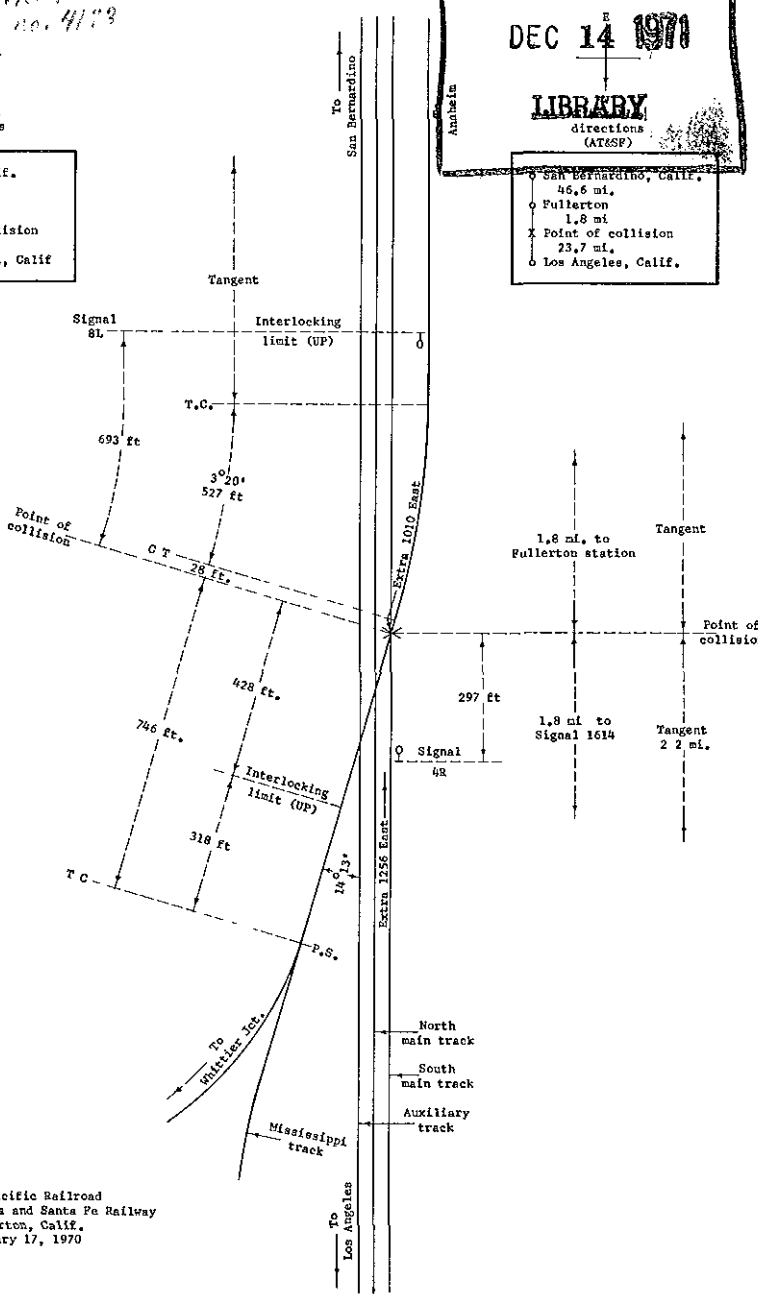 no. 4183
E
DEC 14 1971
LIBRARY
directions
(AT&SF)
San Bernardino, Calif.
46.6 mi.
Fullerton
1.8 mi
Point of collision
23.7 mi.
Los Angeles, Calif.
To
San Bernardino
Anaheim
Tangent
Signal
8L
Interlocking
limit (UP)
T.C.
693 ft
3°20'
527 ft
Point of
collision
C T
28 ft.
Extra 1010 East
1.8 mi. to
Fullerton station
Tangent
Point of
collision
428 ft.
746 ft.
297 ft
1.8 mi to
Signal 1614
Tangent
2 2 mi.
Signal
4R
Interlocking
limit (UP)
318 ft
14°13'
Extra 1256 East
T C
P.S.
To
Whittier Jct.
North
main track
South
main track
Auxiliary
track
Mississippi
track
To
Los Angeles
cific Railroad
and Santa Fe Railway
rton, Calif.
ry 17, 1970
f.
ision
, Calif